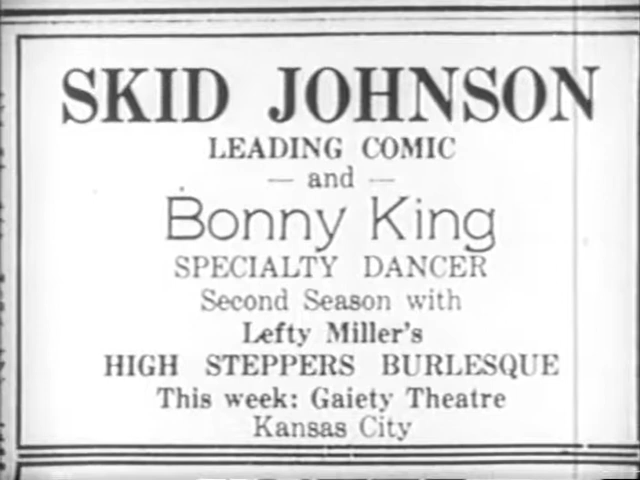 SKID JOHNSON
LEADING COMIC
— and —
Bonny King
SPECIALTY DANCER
Second Season with
Lefty Miller's
HIGH STEPPERS BURLESQUE
This week: Gaiety Theatre
Kansas City